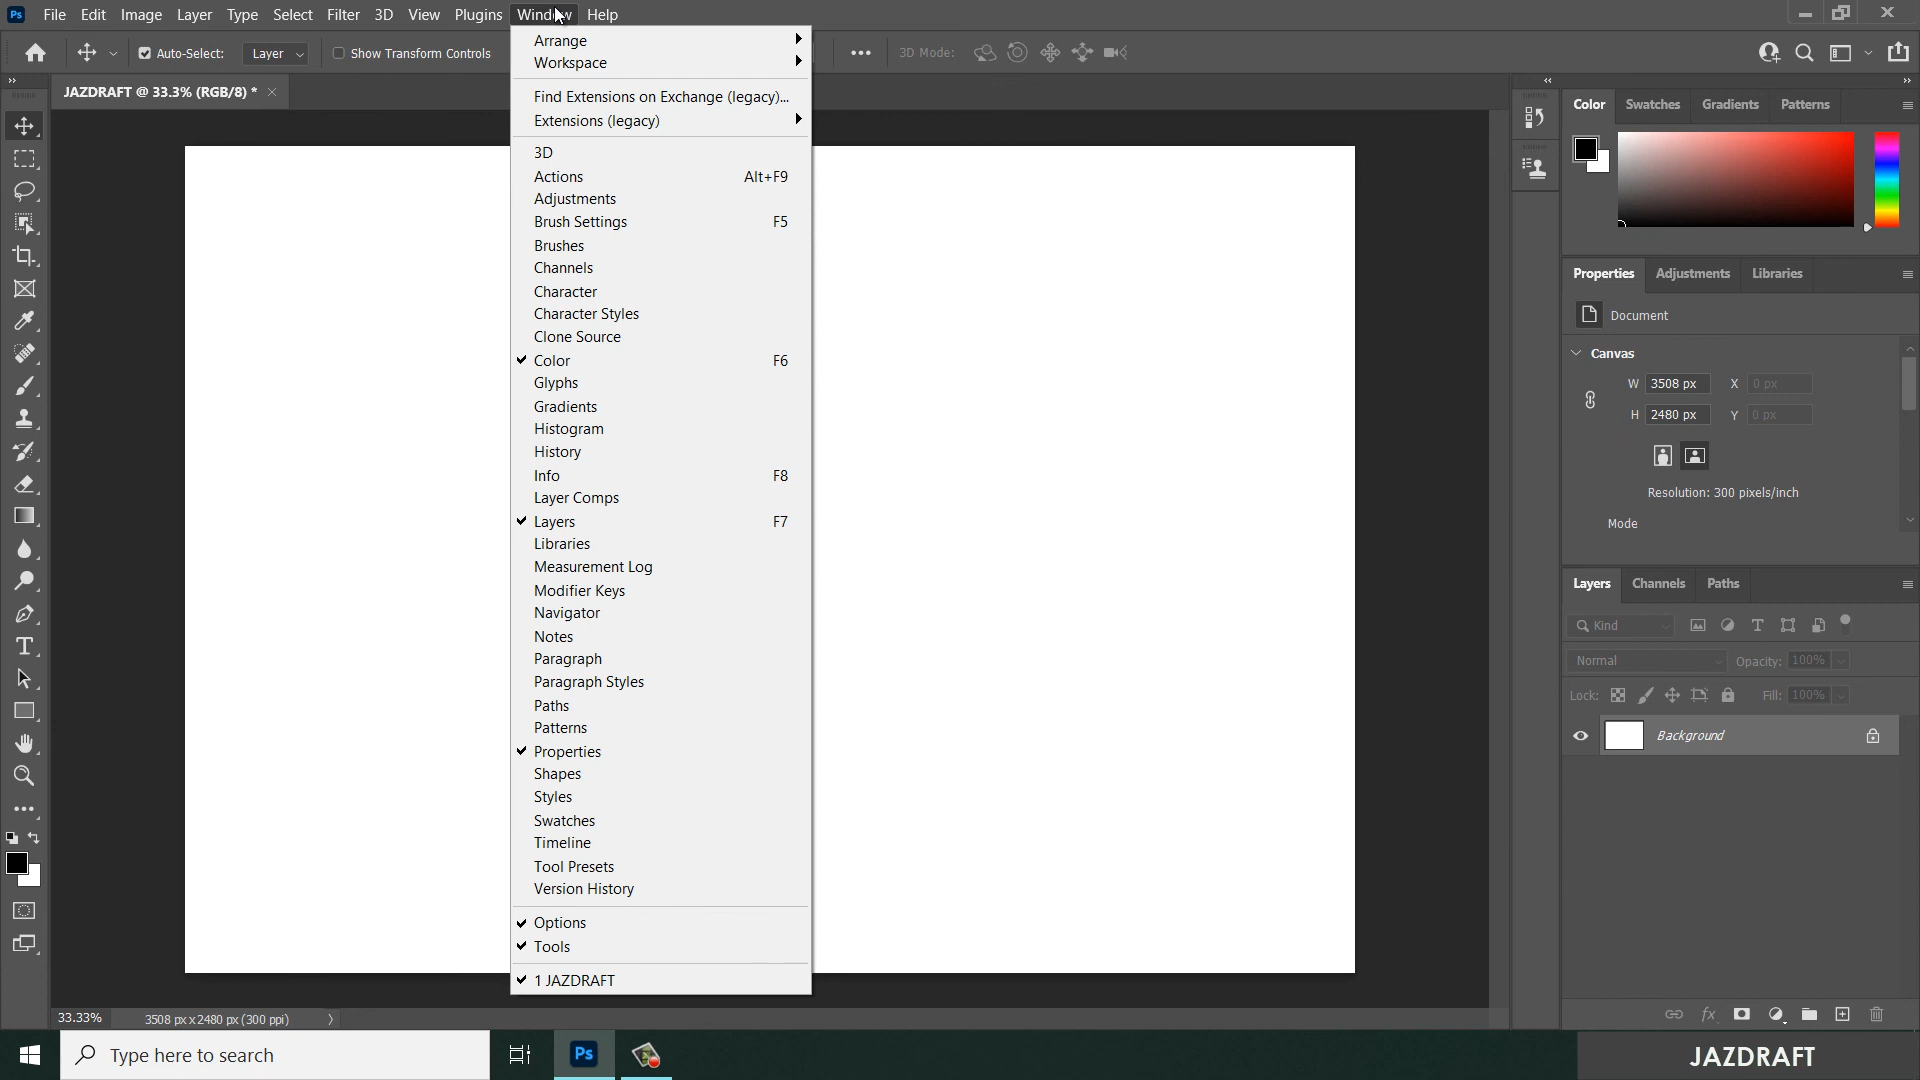 Ps File Edit Image Layer Type Select Filter 3D View Plugins Window Help
Auto-Select: Layer Show Transform Controls 3D Mode:
JAZDRAFT @ 33.3% (RGB/8) *
Arrange
Workspace
Find Extensions on Exchange (legacy)...
Extensions (legacy)
3D
Actions Alt+F9
Adjustments
Brush Settings F5
Brushes
Channels
Character
Character Styles
Clone Source
Color F6
Glyphs
Gradients
Histogram
History
Info F8
Layer Comps
Layers F7
Libraries
Measurement Log
Modifier Keys
Navigator
Notes
Paragraph
Paragraph Styles
Paths
Patterns
Properties
Shapes
Styles
Swatches
Timeline
Tool Presets
Version History
Options
Tools
1 JAZDRAFT
Color Swatches Gradients Patterns
Properties Adjustments Libraries
Document
Canvas
W 3508 px X 0 px
H 2480 px Y 0 px
Resolution: 300 pixels/inch
Mode
Layers Channels Paths
Kind
Normal Opacity: 100%
Lock: Fill: 100%
Background
fx
33.33% 3508 px x 2480 px (300 ppi)
Type here to search
Ps
JAZDRAFT